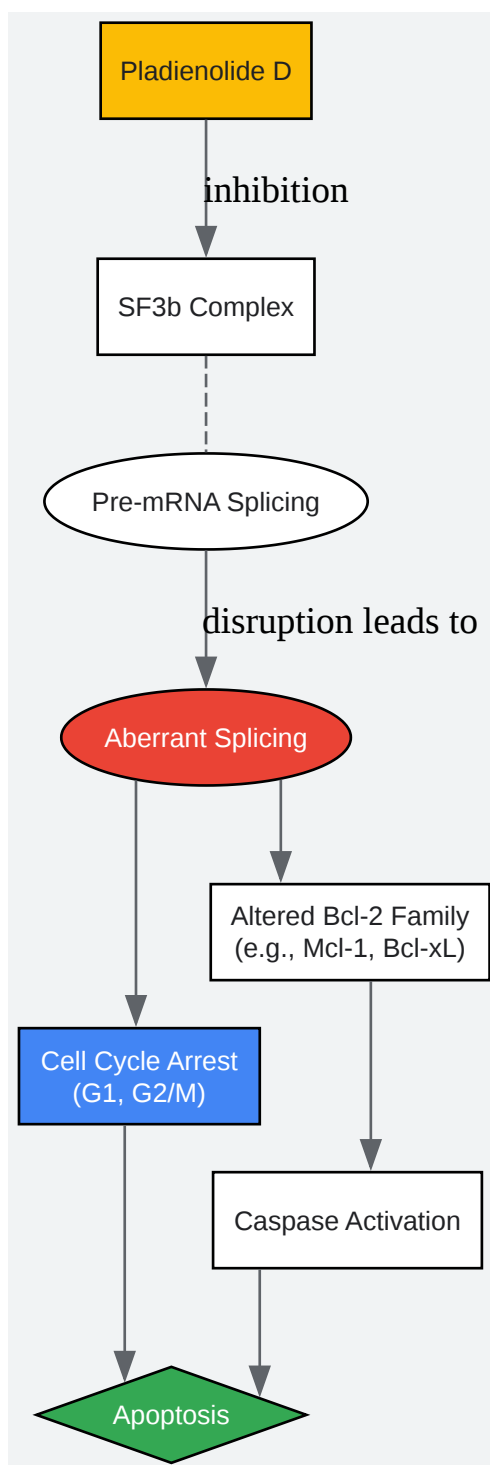 Pladienolide D
inhibition
SF3b Complex
Pre-mRNA Splicing
disruption leads to
Aberrant Splicing
Altered Bcl-2 Family
(e.g., Mcl-1, Bcl-xL)
Cell Cycle Arrest
(G1, G2/M)
Caspase Activation
Apoptosis